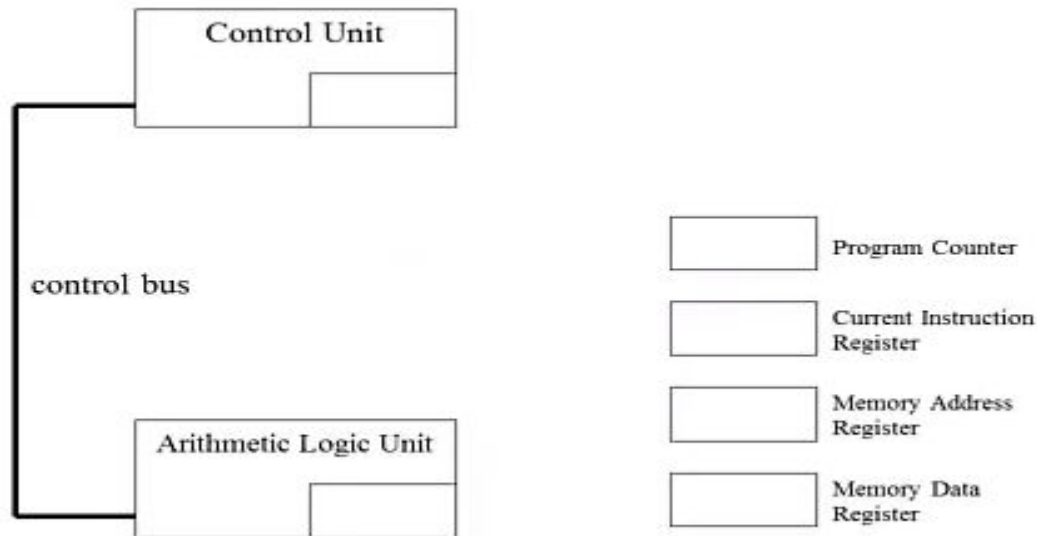 Control Unit
control bus
Arithmetic Logic Unit
Program Counter
Current Instruction
Register
Memory Address
Register
Memory Data
Register